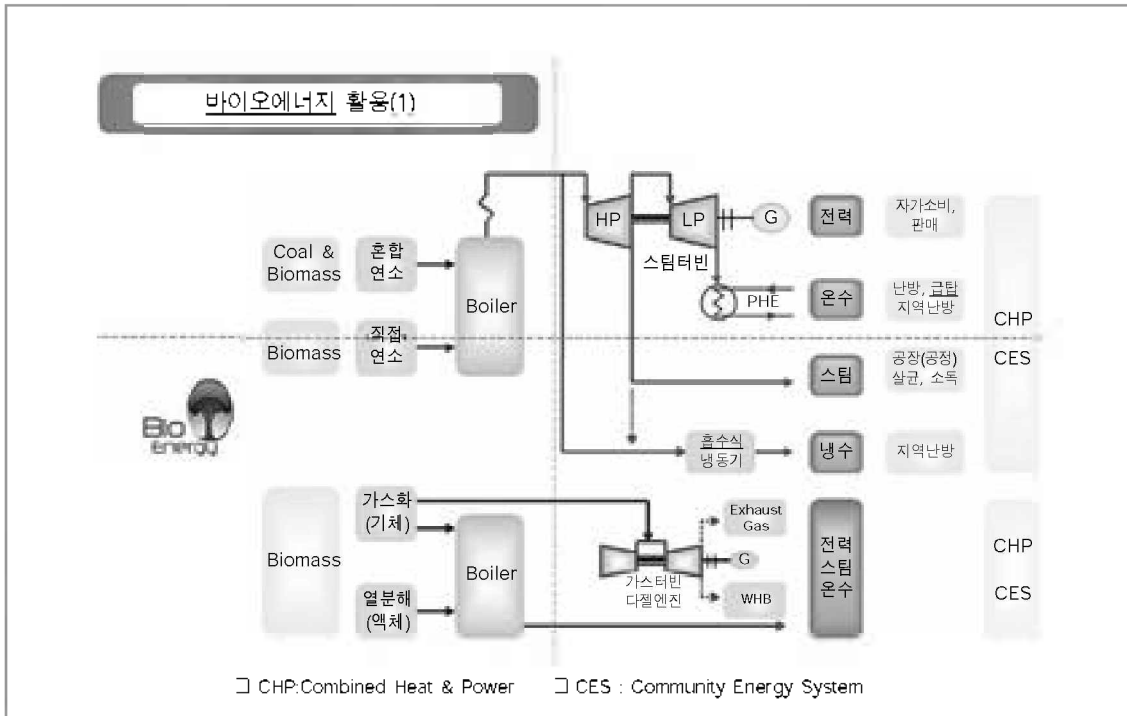 바이오에너지 활용(1)
Coal &
Biomass
혼합
연소
Biomass
직접
연소
Boiler
HP
LP
G
스팀터빈
PHE
전력
자가소비,
판매
온수
난방, 급탕
지역난방
스팀
공장(공정)
살균, 소독
흡수식
냉동기
냉수
지역난방
CHP
CES
Bio
Energy
Biomass
가스화
(기체)
열분해
(액체)
Boiler
가스터빈
다젤엔진
Exhaust
Gas
G
WHB
전력
스팀
온수
CHP
CES
□ CHP:Combined Heat & Power □ CES : Community Energy System